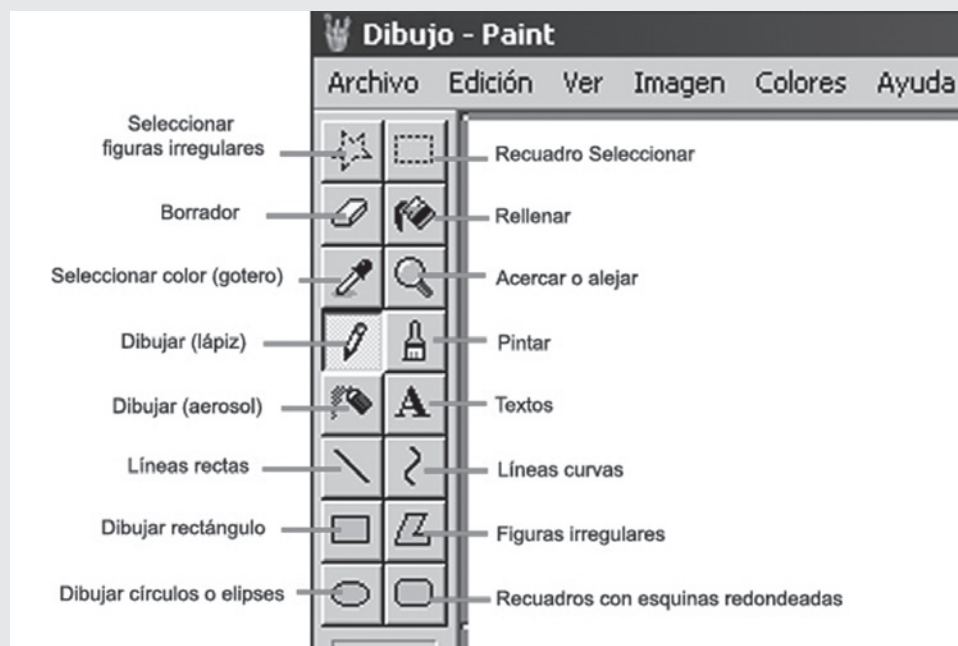 Dibujo - Paint
Archivo Edición Ver Imagen Colores Ayuda
Seleccionar
figuras irregulares
Recuadro Seleccionar
Borrador
Rellenar
Seleccionar color (gotero)
Acercar o alejar
Dibujar (lápiz)
Pintar
Dibujar (aerosol)
A
Textos
Líneas rectas
Líneas curvas
Dibujar rectángulo
Figuras irregulares
Dibujar círculos o elipses
Recuadros con esquinas redondeadas